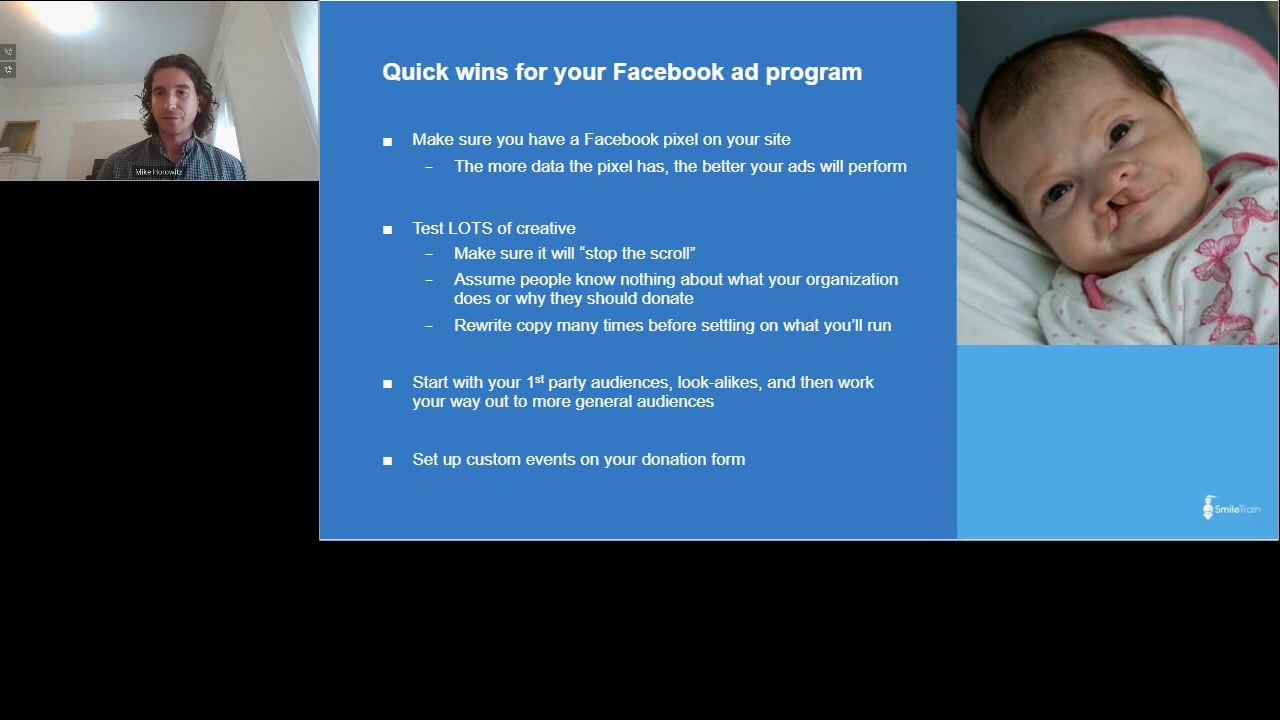 Mike Horowitz
Quick wins for your Facebook ad program
■ Make sure you have a Facebook pixel on your site
– The more data the pixel has, the better your ads will perform
■ Test LOTS of creative
– Make sure it will “stop the scroll”
– Assume people know nothing about what your organization
does or why they should donate
– Rewrite copy many times before settling on what you’ll run
■ Start with your 1st party audiences, look-alikes, and then work
your way out to more general audiences
■ Set up custom events on your donation form
SmileTrain